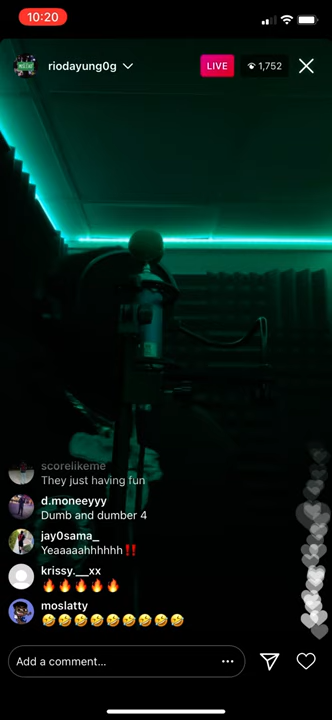 10:20
riodayung0g
LIVE
1,752
scorelikeme
They just having fun
d.moneeyyy
Dumb and dumber 4
jay0sama_
Yeaaaaahhhhhh‼️
krissy.__xx
🔥🔥🔥🔥🔥
moslatty
🤣🤣🤣🤣🤣🤣🤣🤣🤣
Add a comment...